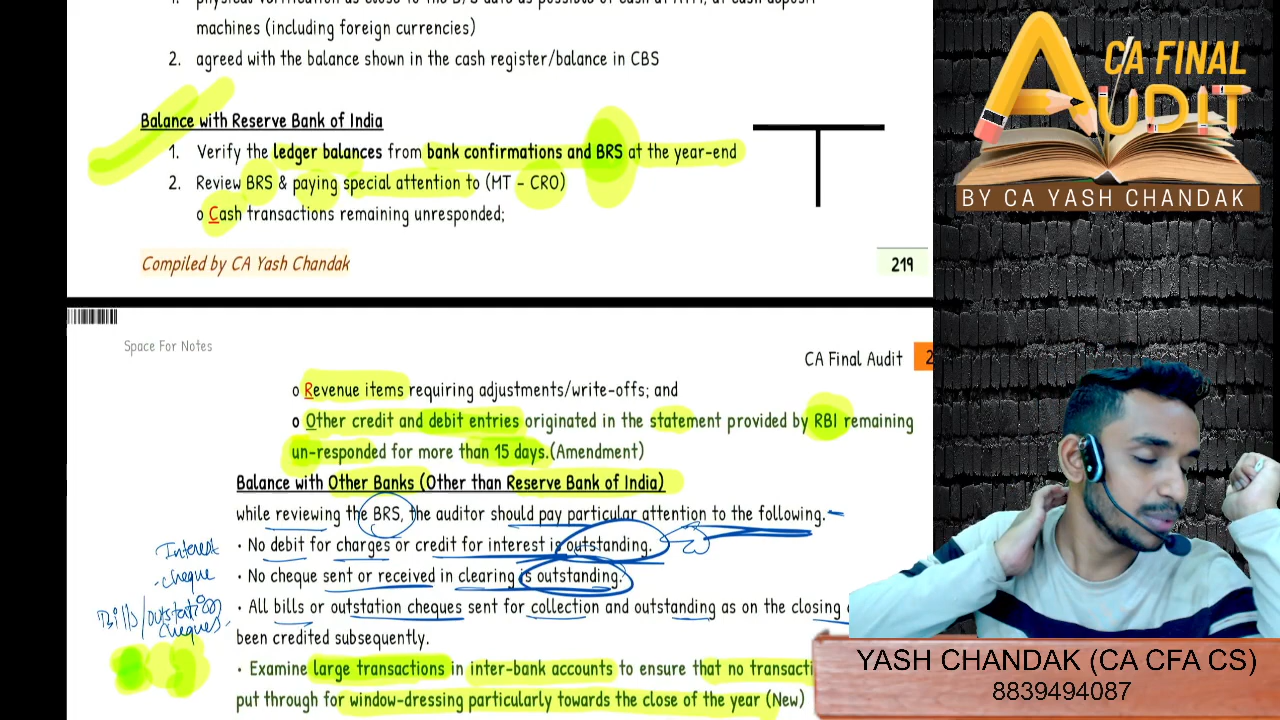 machines (including foreign currencies)
2. agreed with the balance shown in the cash register/balance in CBS
Balance with Reserve Bank of India
1. Verify the ledger balances from bank confirmations and BRS at the year-end
2. Review BRS & paying special attention to (MT - CRO)
o Cash transactions remaining unresponded;
Compiled by CA Yash Chandak
219
Space For Notes
CA Final Audit
2
o Revenue items requiring adjustments/write-offs; and
o Other credit and debit entries originated in the statement provided by RBI remaining
un-responded for more than 15 days.(Amendment)
Balance with Other Banks (Other than Reserve Bank of India)
while reviewing the BRS, the auditor should pay particular attention to the following.
• No debit for charges or credit for interest is outstanding.
• No cheque sent or received in clearing is outstanding.
• All bills or outstation cheques sent for collection and outstanding as on the closing
been credited subsequently.
• Examine large transactions in inter-bank accounts to ensure that no transacti
put through for window-dressing particularly towards the close of the year (New)
Interest
cheque
Bills/outstation
cheques
CA FINAL
AUDIT
BY CA YASH CHANDAK
YASH CHANDAK (CA CFA CS)
8839494087